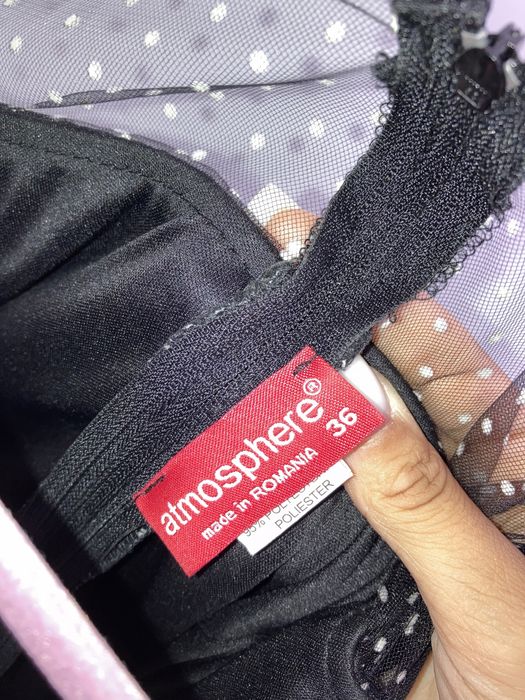 atmosphere®
36
made in ROMANIA
POLIESTER